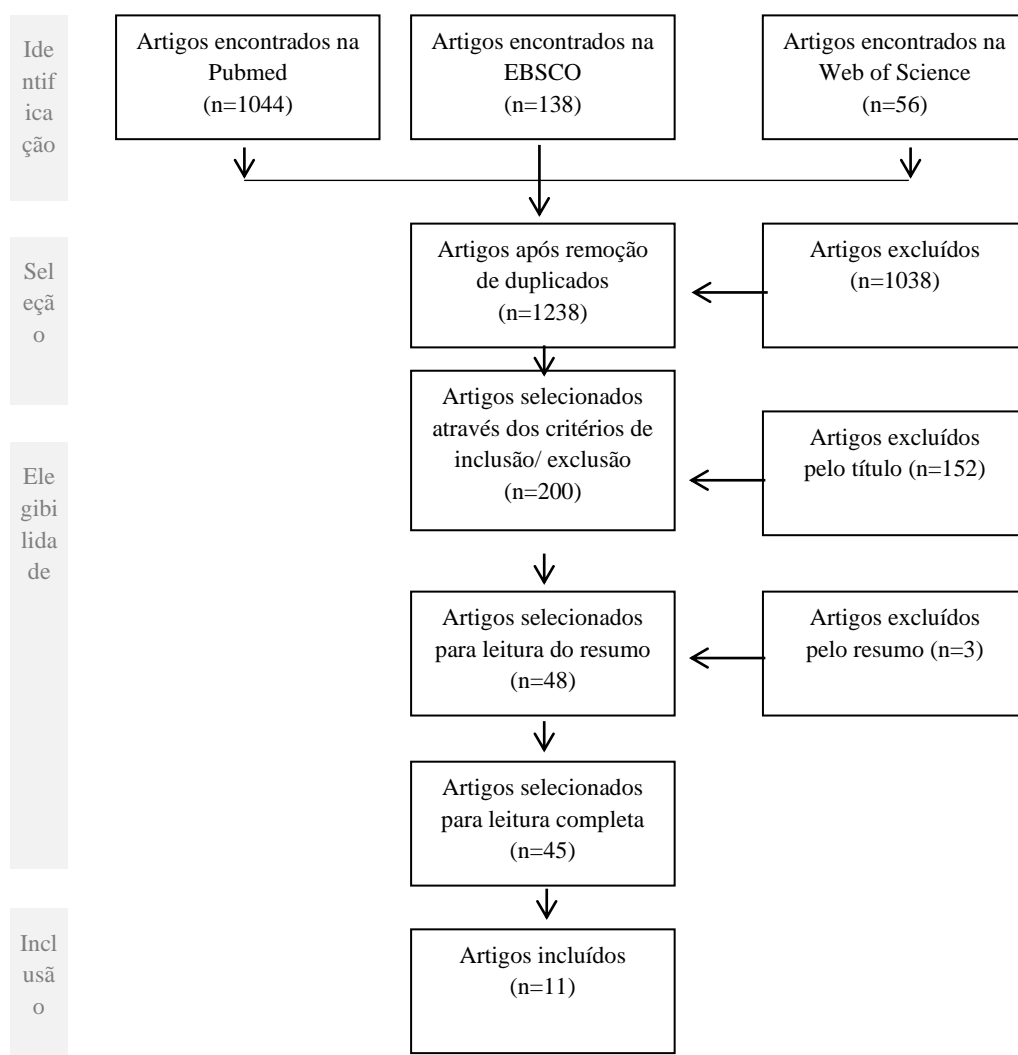 Ide
ntif
ica
ção
Artigos encontrados na
Pubmed
(n=1044)
Artigos encontrados na
EBSCO
(n=138)
Artigos encontrados na
Web of Science
(n=56)
Sel
eçã
o
Artigos após remoção
de duplicados
(n=1238)
Artigos excluídos
(n=1038)
Ele
gibi
lida
de
Artigos selecionados
através dos critérios de
inclusão/ exclusão
(n=200)
Artigos excluídos
pelo título (n=152)
Artigos selecionados
para leitura do resumo
(n=48)
Artigos excluídos
pelo resumo (n=3)
Artigos selecionados
para leitura completa
(n=45)
Incl
usã
o
Artigos incluídos
(n=11)